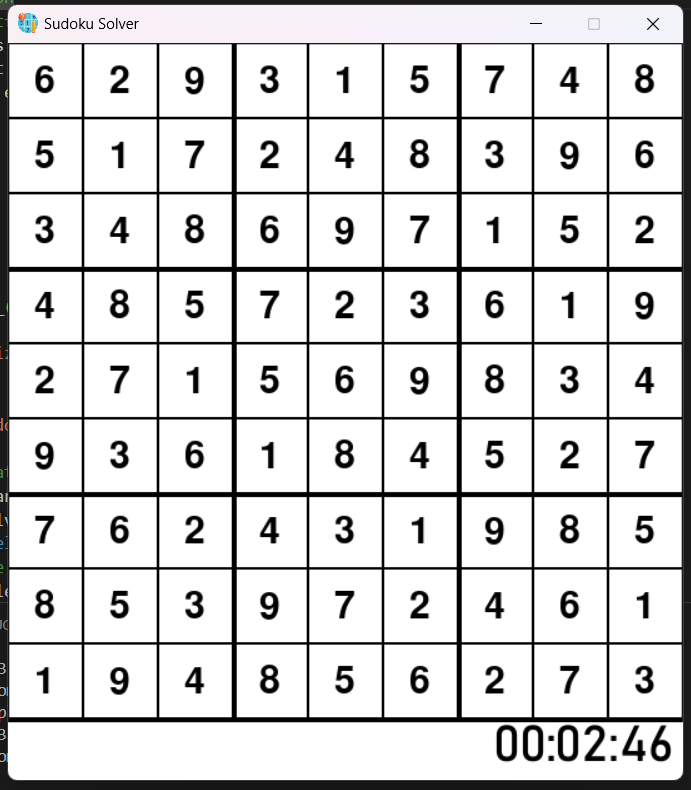 Sudoku Solver
6 2 9 3 1 5 7 4 8
5 1 7 2 4 8 3 9 6
3 4 8 6 9 7 1 5 2
4 8 5 7 2 3 6 1 9
2 7 1 5 6 9 8 3 4
9 3 6 1 8 4 5 2 7
7 6 2 4 3 1 9 8 5
8 5 3 9 7 2 4 6 1
1 9 4 8 5 6 2 7 3
00:02:46